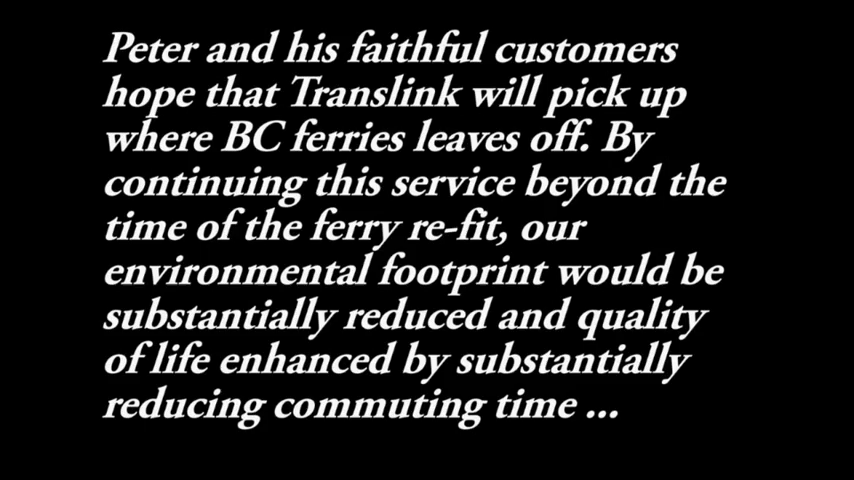 Peter and his faithful customers
hope that Translink will pick up
where BC ferries leaves off. By
continuing this service beyond the
time of the ferry re-fit, our
environmental footprint would be
substantially reduced and quality
of life enhanced by substantially
reducing commuting time ...